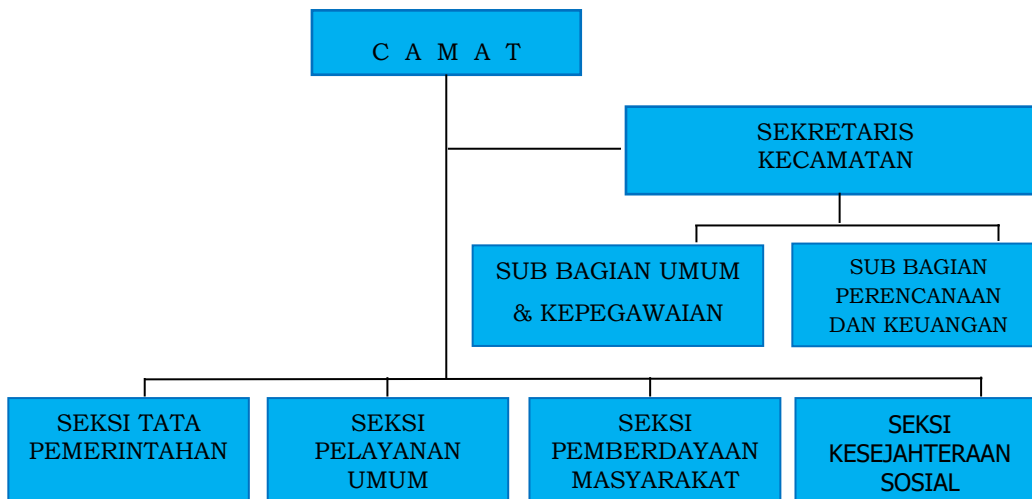 C A M A T
SEKRETARIS
KECAMATAN
SUB BAGIAN UMUM
& KEPEGAWAIAN
SUB BAGIAN
PERENCANAAN
DAN KEUANGAN
SEKSI TATA
PEMERINTAHAN
SEKSI
PELAYANAN
UMUM
SEKSI
PEMBERDAYAAN
MASYARAKAT
SEKSI
KESEJAHTERAAN
SOSIAL